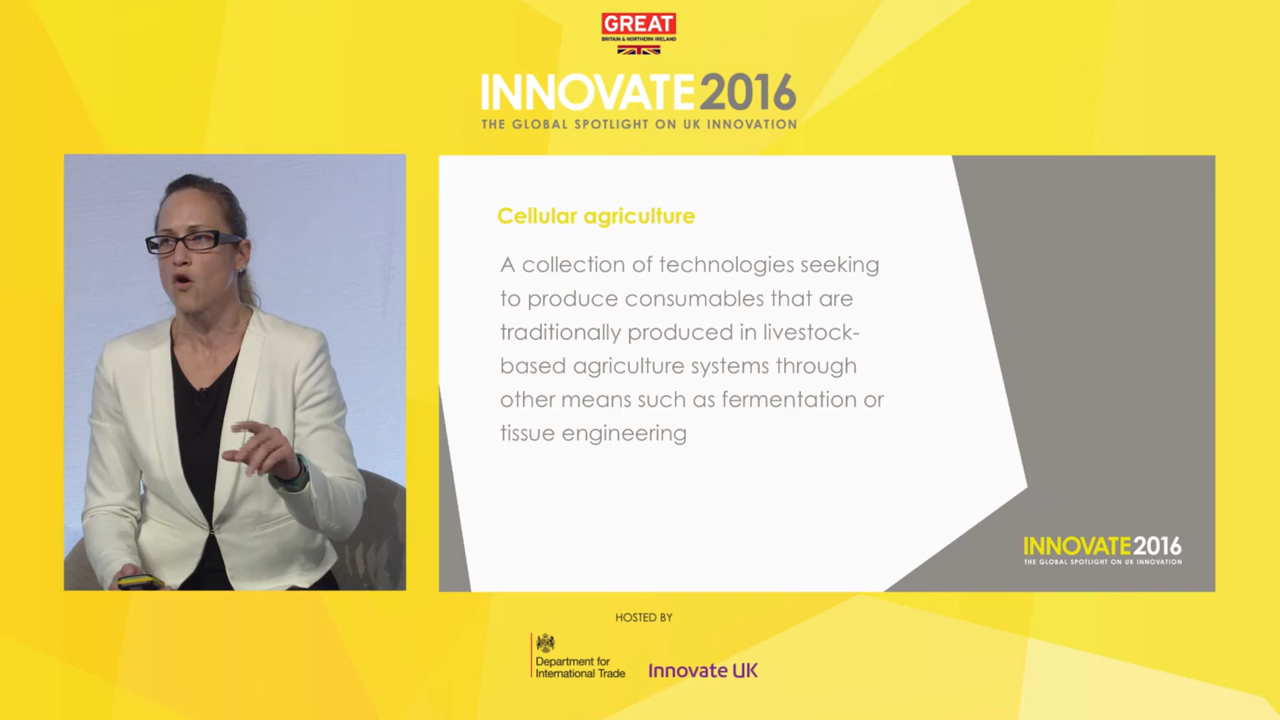 GREAT
BRITAIN & NORTHERN IRELAND
INNOVATE2016
THE GLOBAL SPOTLIGHT ON UK INNOVATION
Cellular agriculture
A collection of technologies seeking
to produce consumables that are
traditionally produced in livestock-
based agriculture systems through
other means such as fermentation or
tissue engineering
INNOVATE2016
THE GLOBAL SPOTLIGHT ON UK INNOVATION
HOSTED BY
Department for
International Trade
Innovate UK